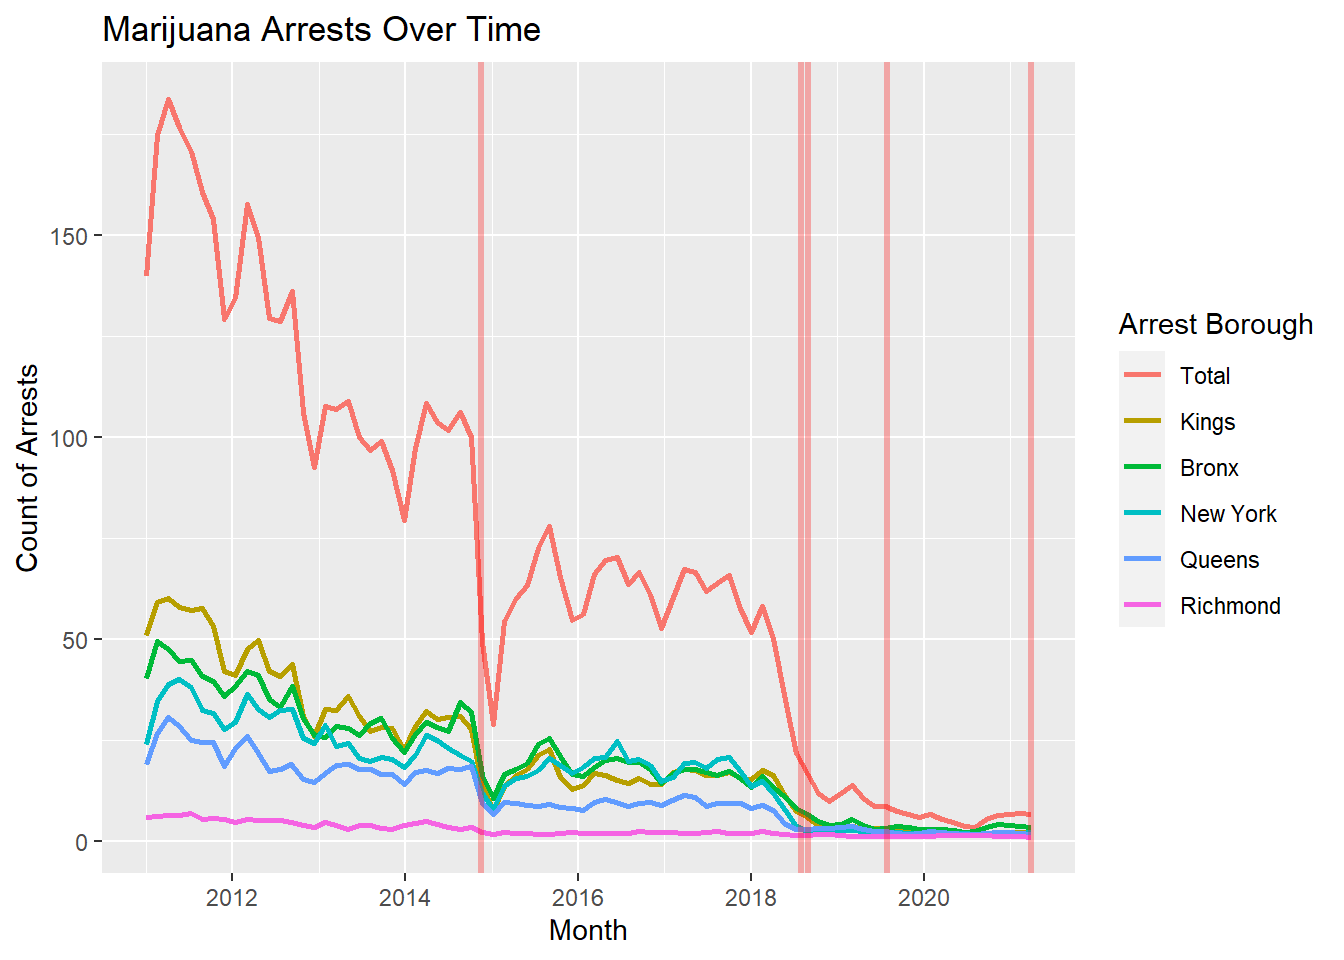 Marijuana Arrests Over Time
150
100
50
0
Count of Arrests
2012 2014 2016 2018 2020
Month
Arrest Borough
Total
Kings
Bronx
New York
Queens
Richmond